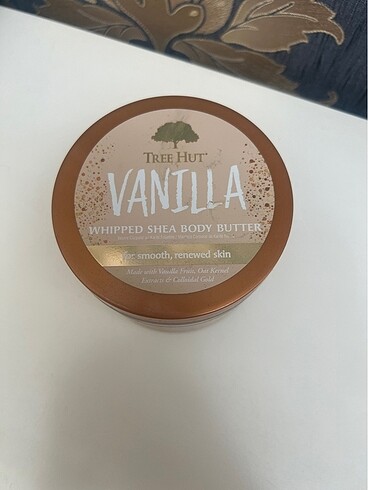 TREE HUT
VANILLA
WHIPPED SHEA BODY BUTTER
for smooth, renewed skin
Made with Vanilla Fruit, Oat Kernel
Extracts & Colloidal Gold